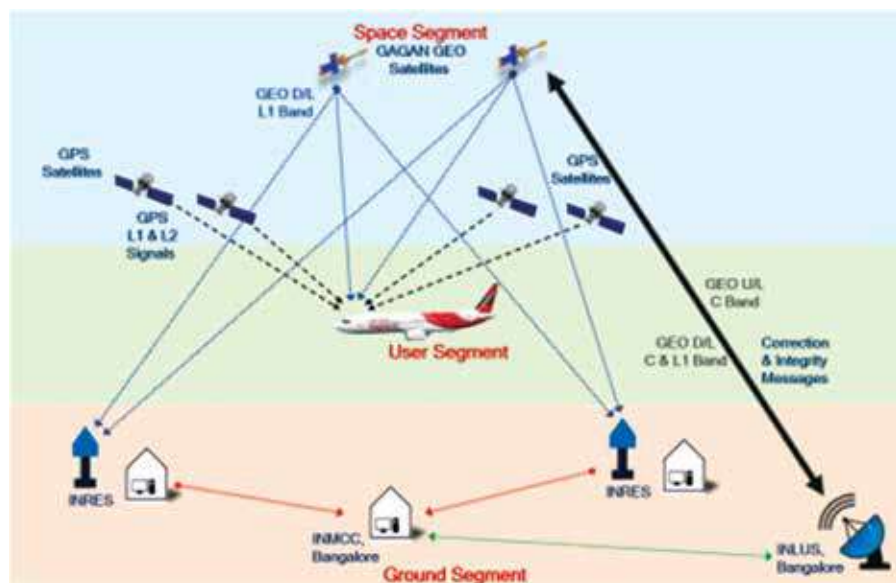 Space Segment
GAGAN GEO
Satellites
GEO D/L
L1 Band
GPS
Satellites
GPS
Satellites
GPS
L1 & L2
Signals
GEO U/L
C Band
User Segment
GEO D/L
C & L1 Band
Correction
& Integrity
Messages
INRES
INRES
INMCC,
Bangalore
INLUS,
Bangalore
Ground Segment